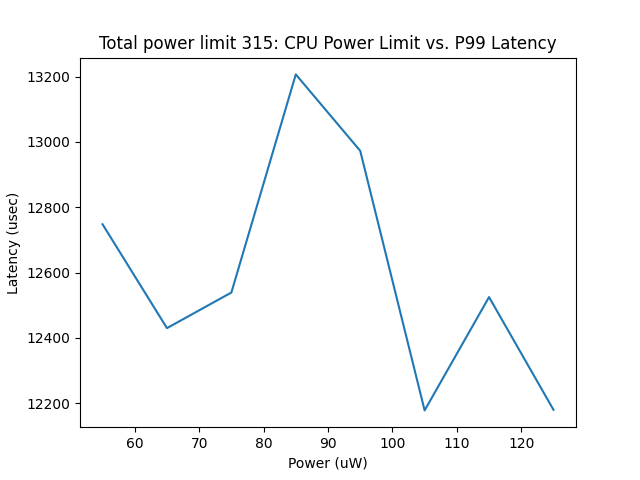 Total power limit 315: CPU Power Limit vs. P99 Latency
Latency (usec)
13200
13000
12800
12600
12400
12200
60 70 80 90 100 110 120
Power (uW)